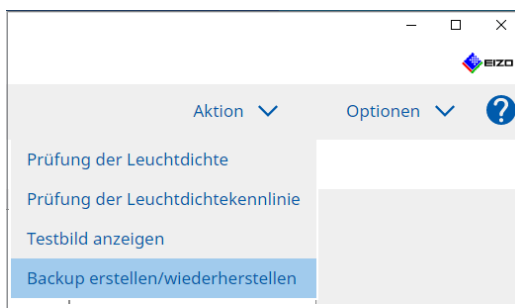 EIZO
Aktion
Optionen
?
Prüfung der Leuchtdichte
Prüfung der Leuchtdichtekennlinie
Testbild anzeigen
Backup erstellen/wiederherstellen